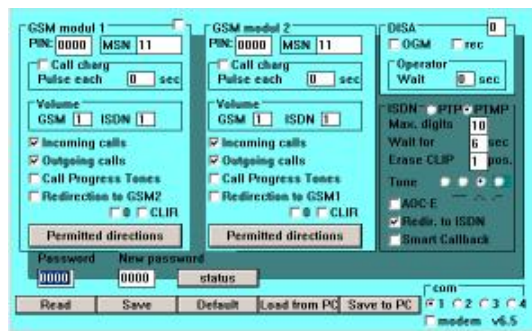 GSM modul 1
PIN: 0000 MSN 11
Call charg
Pulse each 0 sec
Volume
GSM 1 ISDN 1
Incoming calls
Outgoing calls
Call Progress Tones
Redirection to GSM2
0 CLIR
Permitted directions
GSM modul 2
PIN: 0000 MSN 11
Call charg
Pulse each 0 sec
Volume
GSM 1 ISDN 1
Incoming calls
Outgoing calls
Call Progress Tones
Redirection to GSM1
0 CLIR
Permitted directions
DISA 0
OGM rec
Operator
Wait 0 sec
ISDN PTP PTMP
Max. digits 10
Wait for 6 sec
Erase CLIP 1 pos.
Tone
AOC-E
Redir. to ISDN
Smart Callback
Password New password
0000 0000 status
Read Save Default Load from PC Save to PC
com
1 2 3 4
modem v6.5